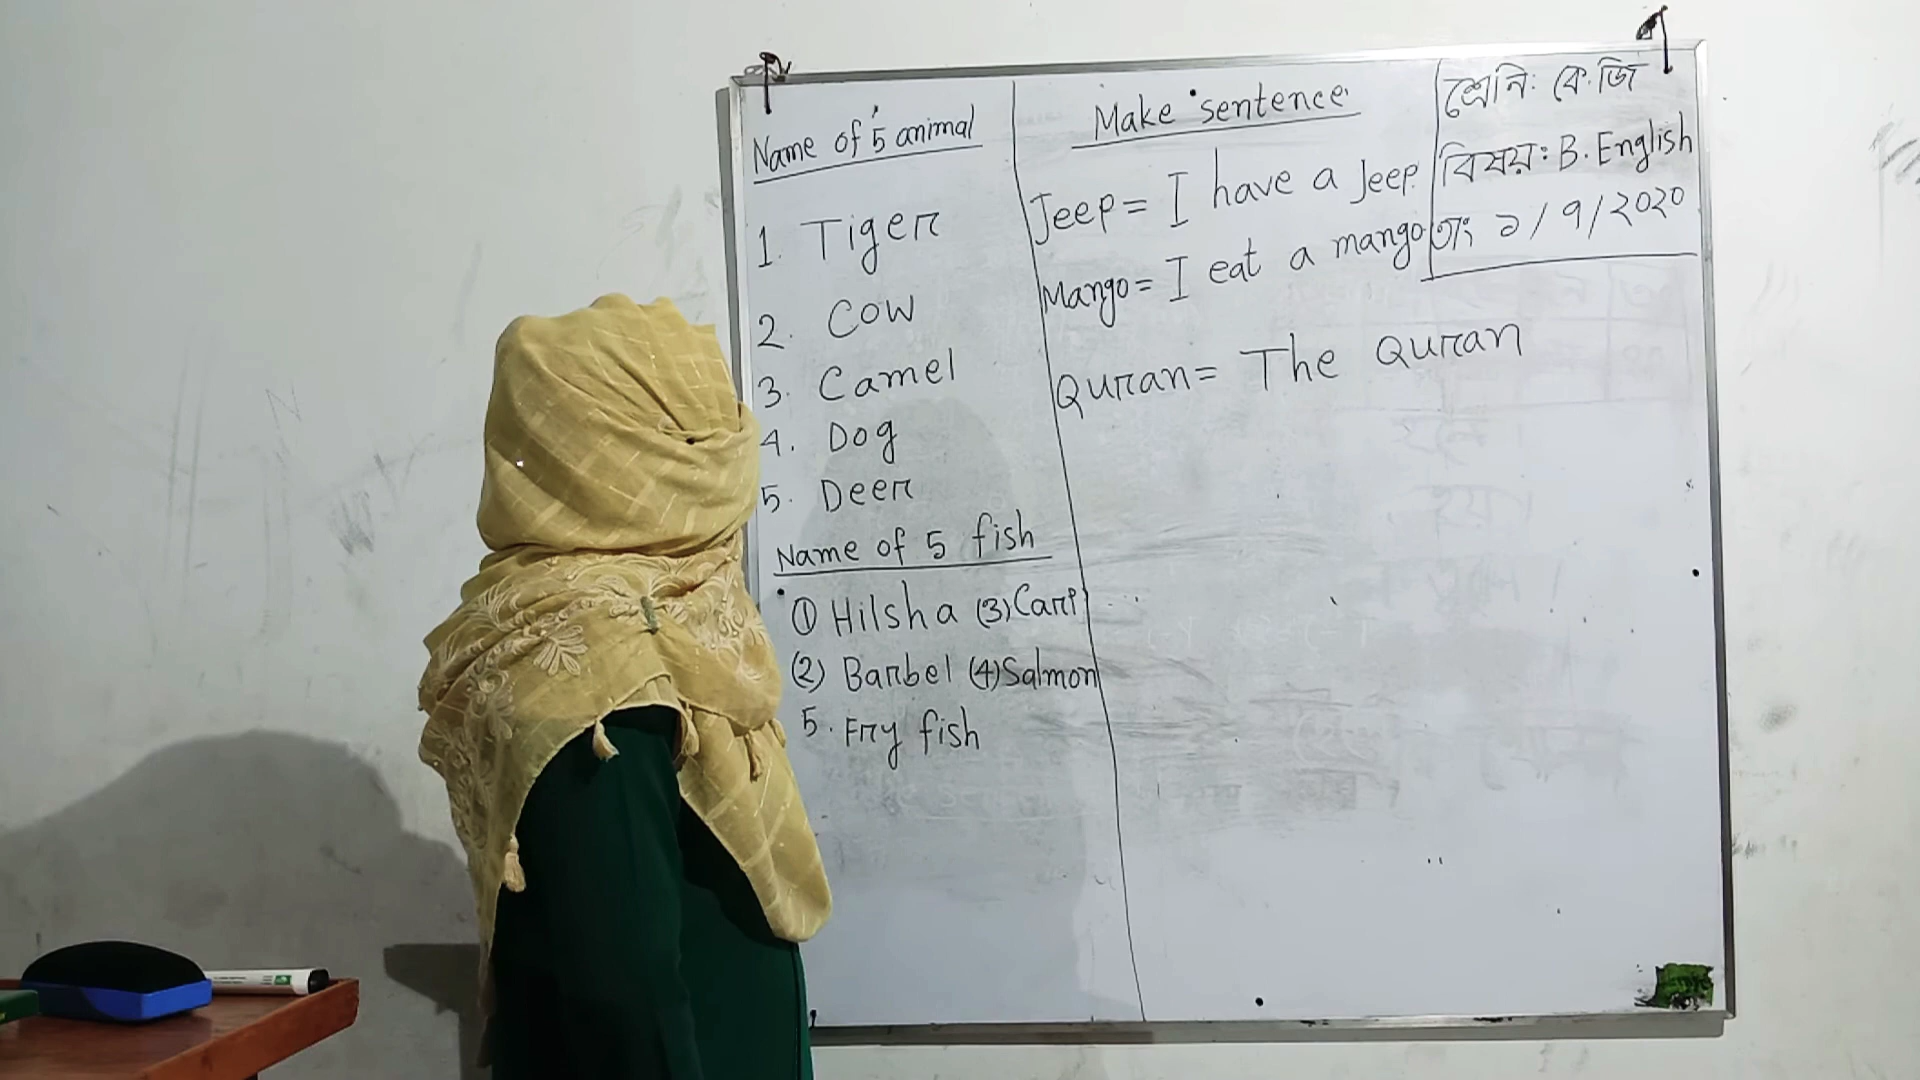 Name of 5 animal
1. Tiger
2. Cow
3. Camel
4. Dog
5. Deer
Name of 5 fish
① Hilsha (3) Carp
(2) Barbel (4) Salmon
5. Fry fish
Make sentence
Jeep = I have a Jeep.
Mango = I eat a mango
Quran = The Quran
শ্রেনি: কে.জি
বিষয়: B. English
তাং ১/৭/২০২০